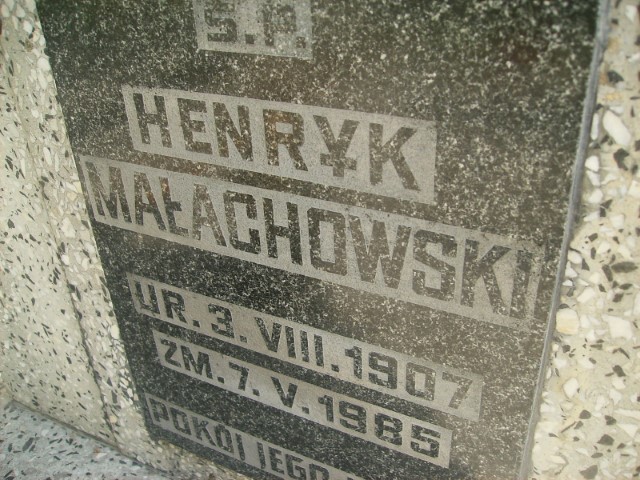 Ś.P.
HENRYK
MAŁACHOWSKI
UR. 3. VIII. 1907
ZM. 7. V. 1985
POKÓJ JEGO